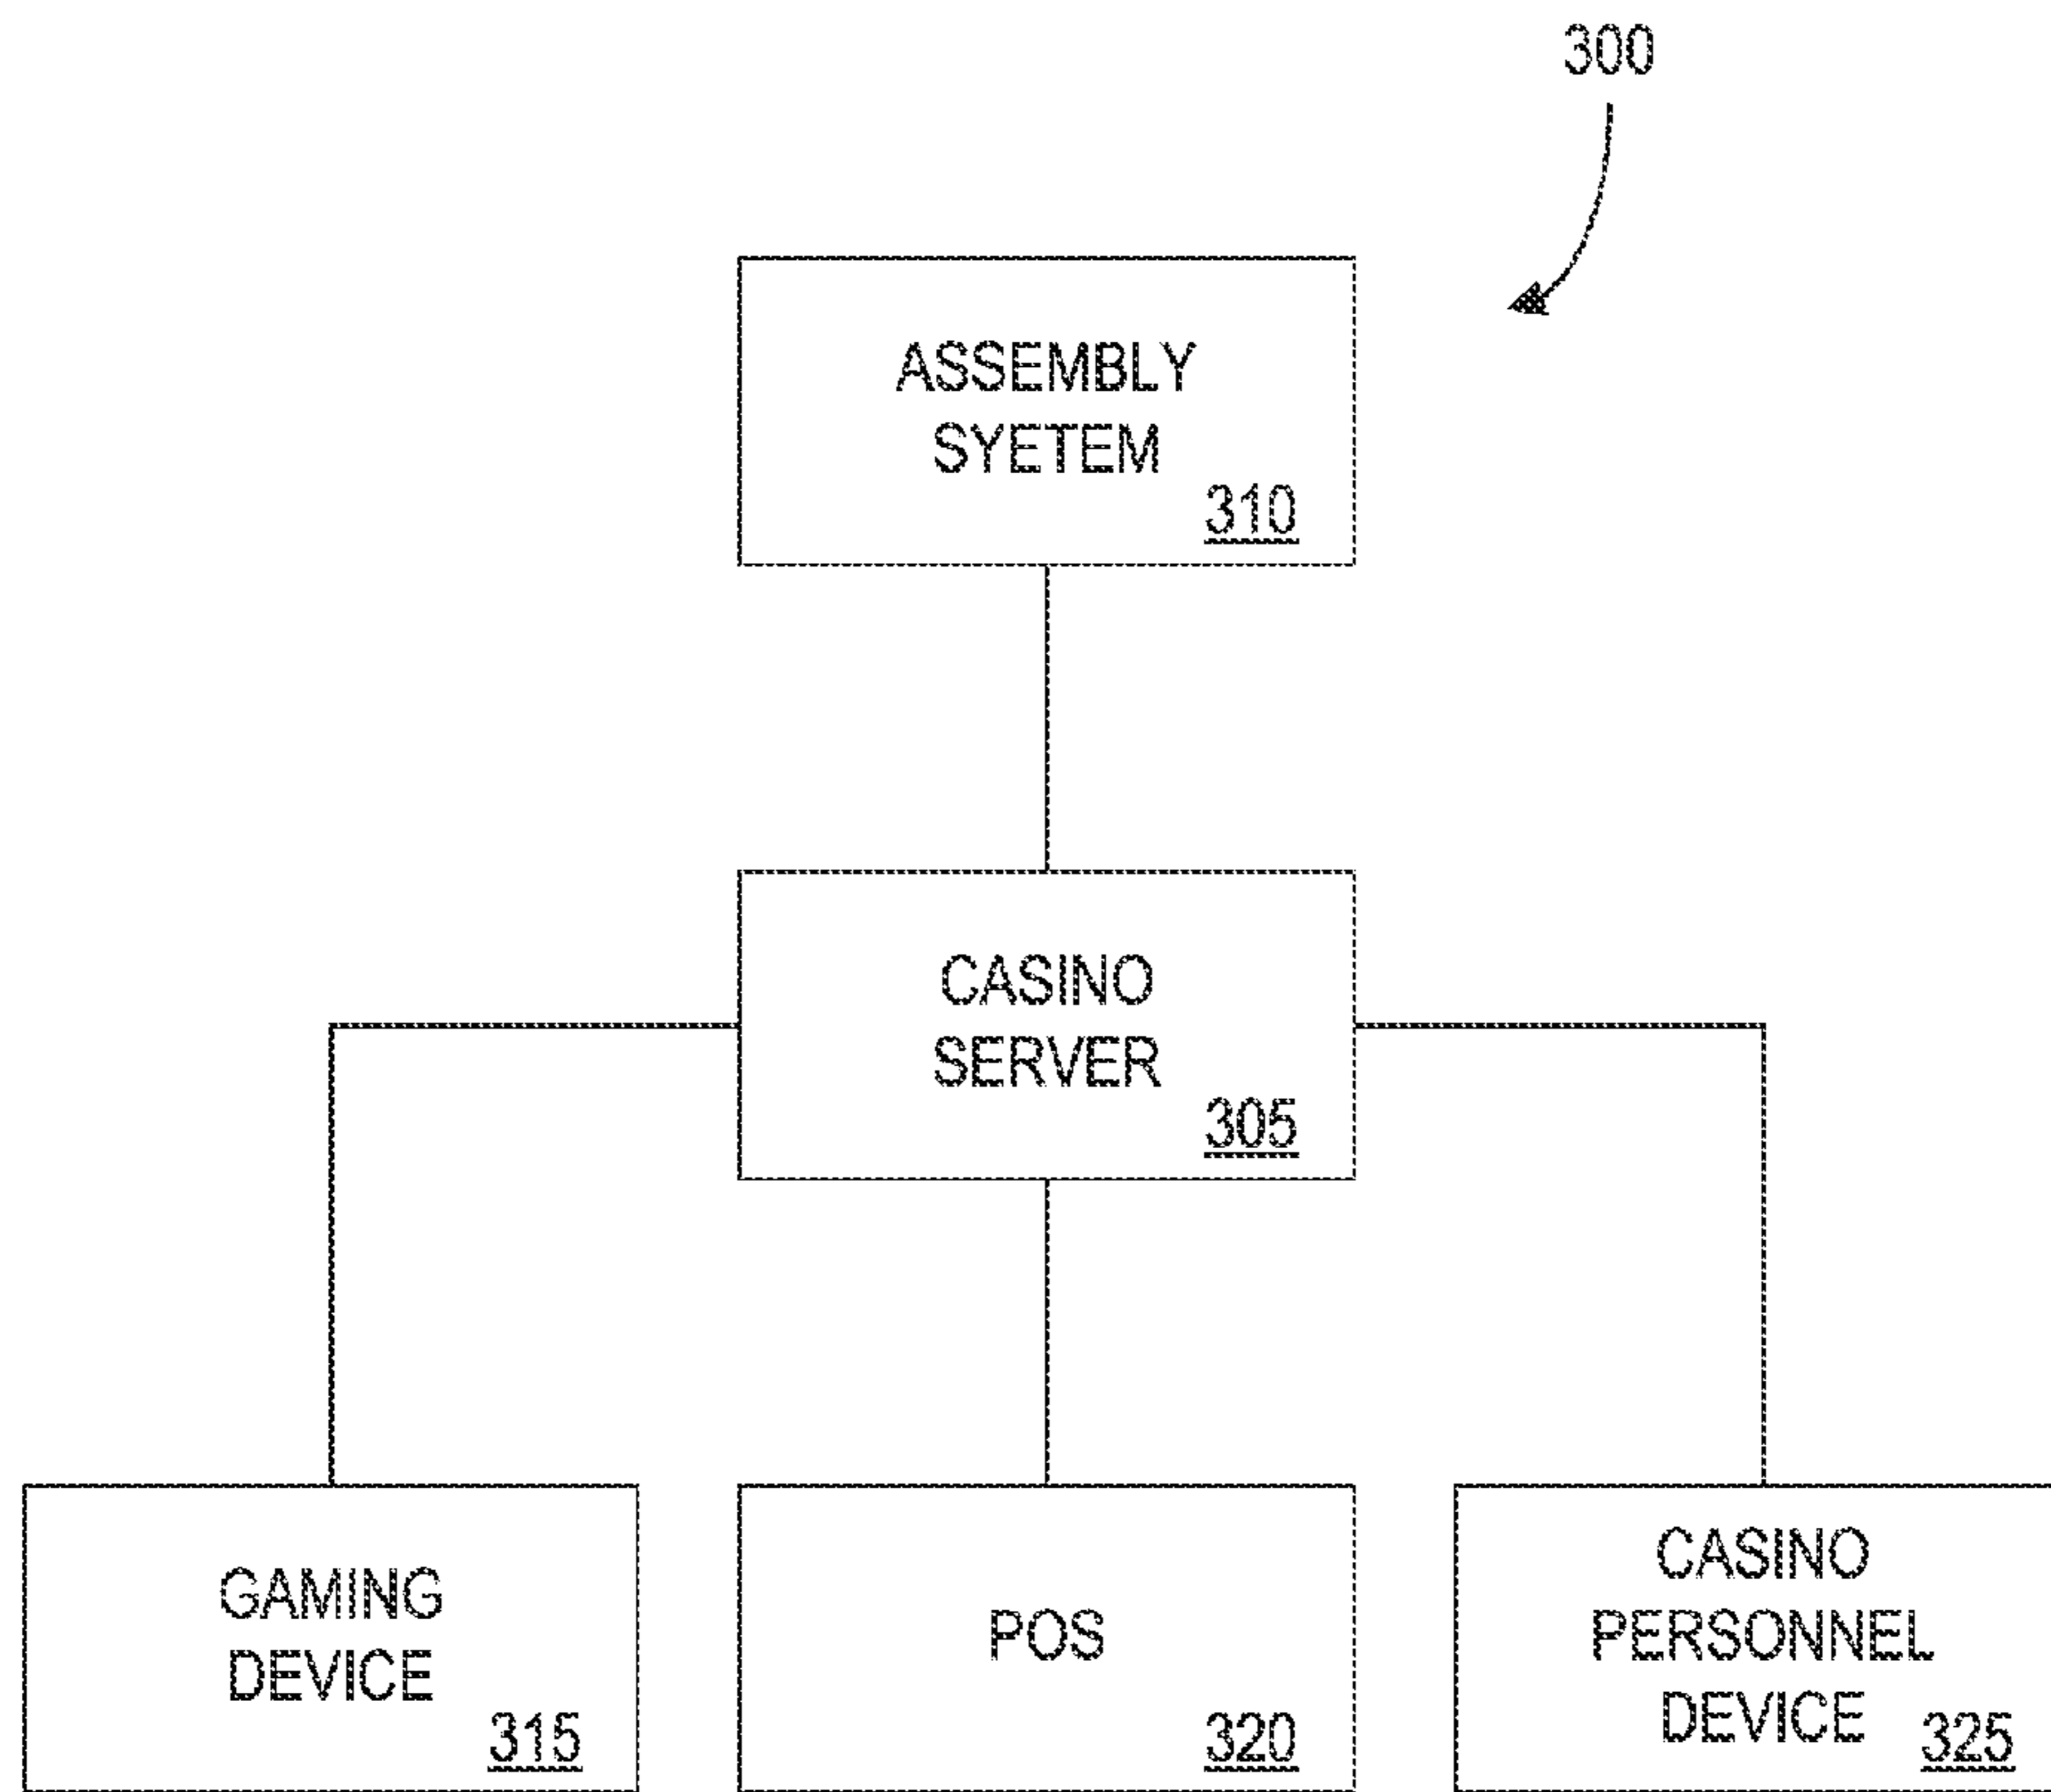 300
ASSEMBLY
SYETEM
310
CASINO
SERVER
305
GAMING
DEVICE
315
POS
320
CASINO
PERSONNEL
DEVICE
325